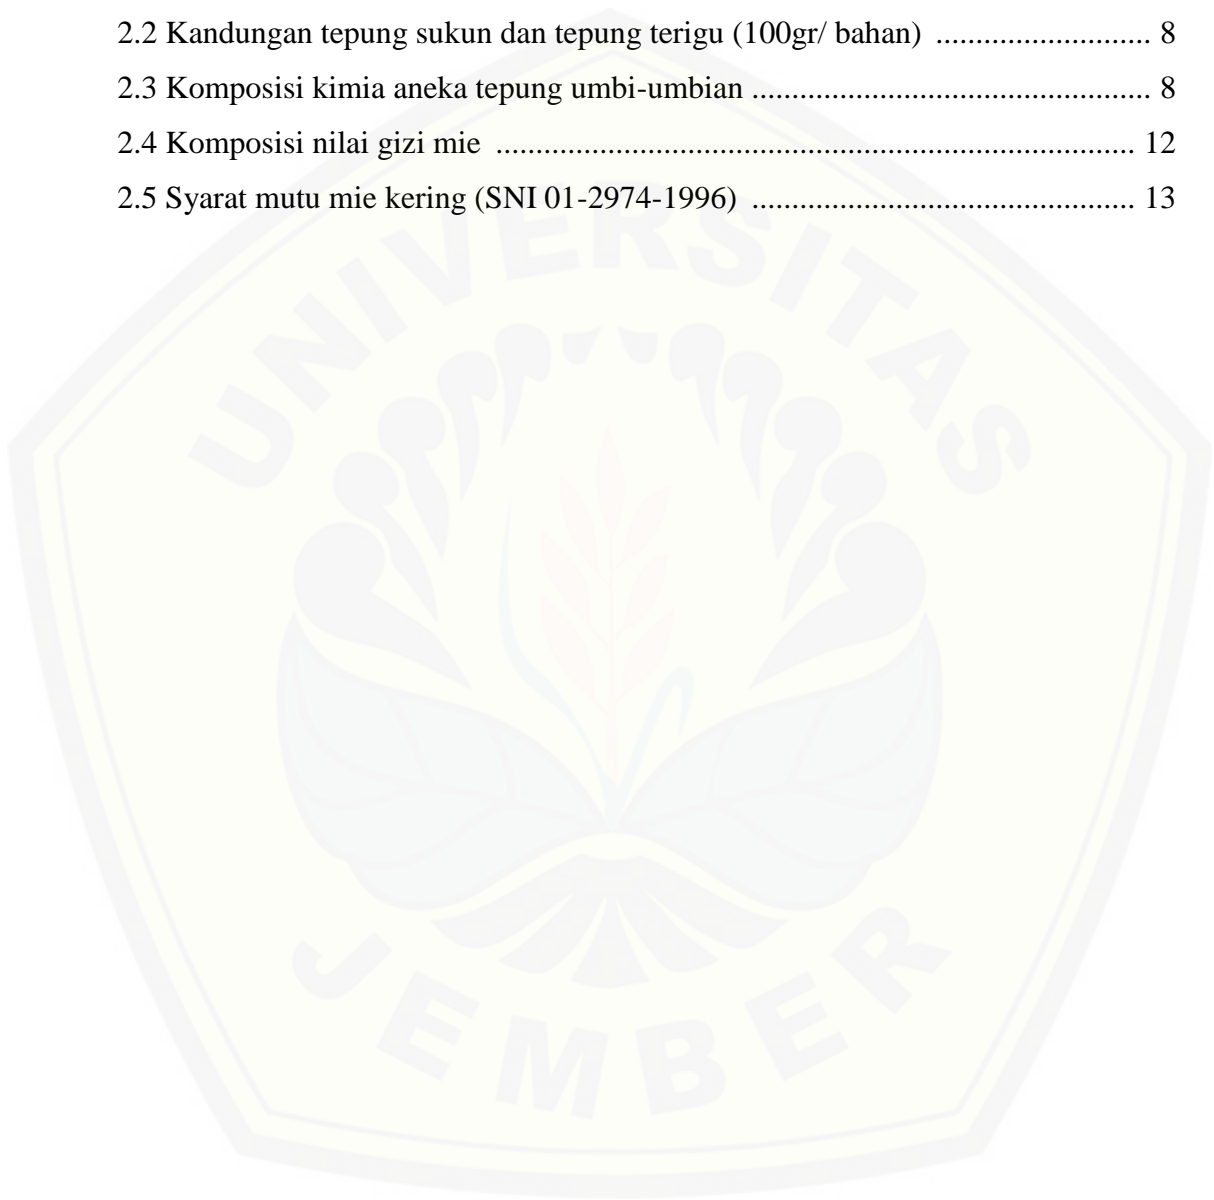 2.2 Kandungan tepung sukun dan tepung terigu (100gr/ bahan) ........................... 8
2.3 Komposisi kimia aneka tepung umbi-umbian .................................................. 8
2.4 Komposisi nilai gizi mie ................................................................................ 12
2.5 Syarat mutu mie kering (SNI 01-2974-1996) ................................................ 13
UNIVERSITAS
JEMBER